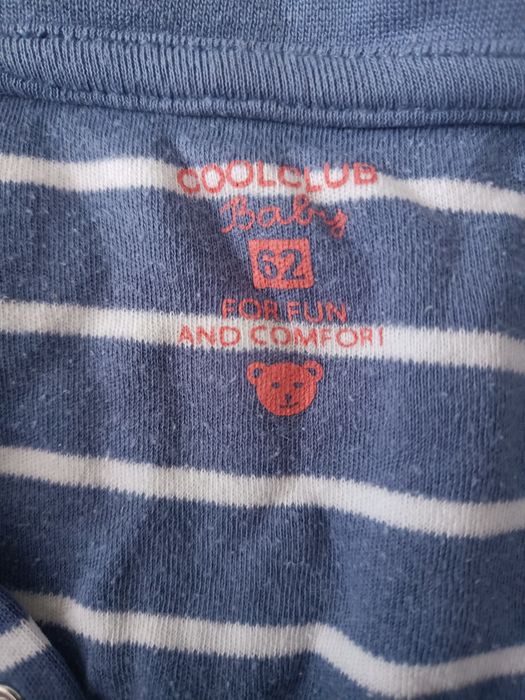 COOLCLUB
Baby
62
FOR FUN
AND COMFORT